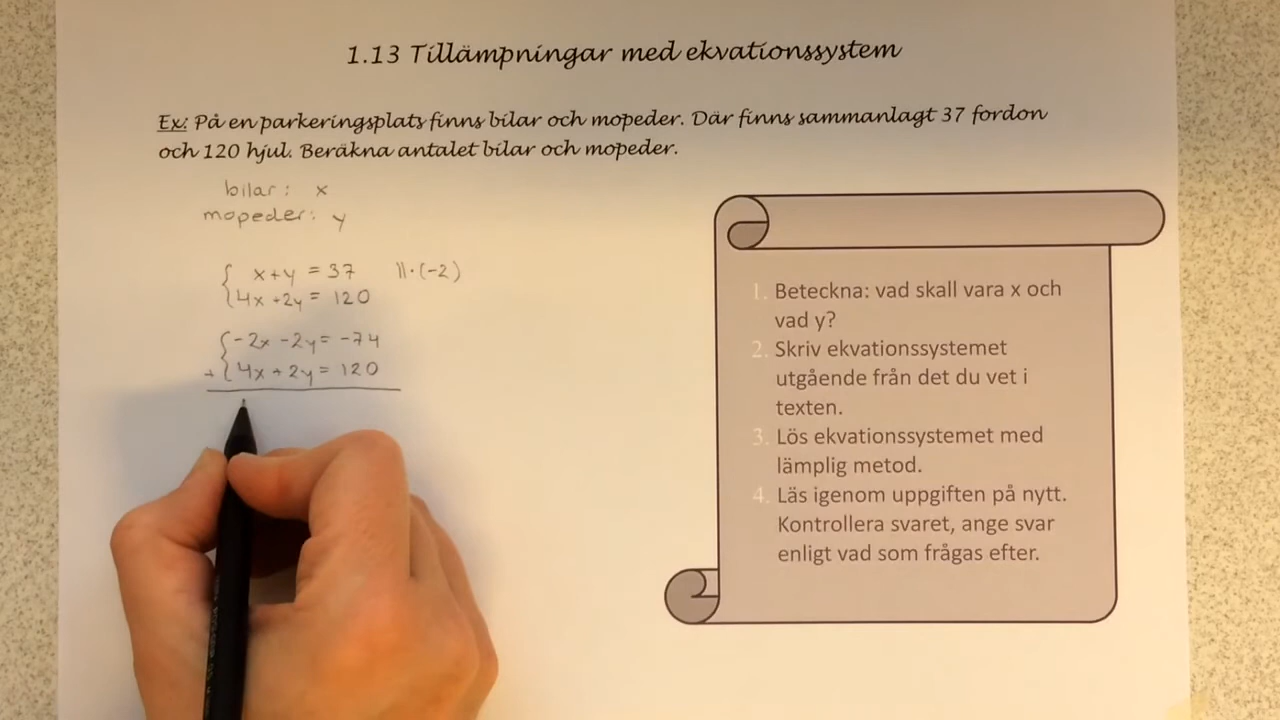 1.13 Tillämpningar med ekvationssystem
Ex: På en parkeringsplats finns bilar och mopeder. Där finns sammanlagt 37 fordon
och 120 hjul. Beräkna antalet bilar och mopeder.
bilar: x
mopeder: y
{ x+y = 37 ||·(-2)
{ 4x+2y = 120
{ -2x -2y = -74
+ { 4x+2y = 120
1. Beteckna: vad skall vara x och
vad y?
2. Skriv ekvationssystemet
utgående från det du vet i
texten.
3. Lös ekvationssystemet med
lämplig metod.
4. Läs igenom uppgiften på nytt.
Kontrollera svaret, ange svar
enligt vad som frågas efter.